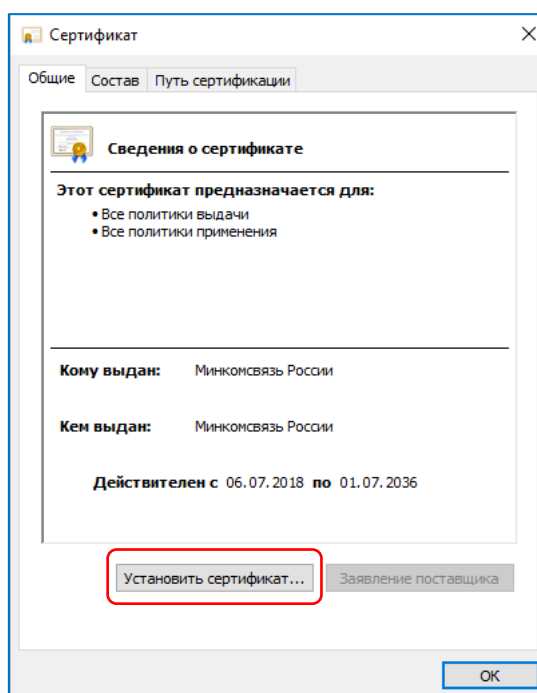 Сертификат
Общие Состав Путь сертификации
Сведения о сертификате
Этот сертификат предназначается для:
• Все политики выдачи
• Все политики применения
Кому выдан: Минкомсвязь России
Кем выдан: Минкомсвязь России
Действителен с 06.07.2018 по 01.07.2036
Установить сертификат... Заявление поставщика
ОК